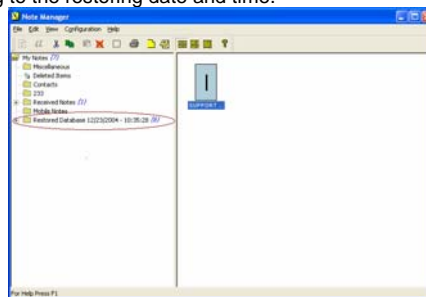 g to the restoring date and time.
Note Manager
File Edit View Configuration Help
My Notes (7)
Miscellaneous
Deleted Items
Contacts
233
Received Notes (1)
Mobile Notes
Restored Database 12/23/2004 - 10:35:28 (6)
SUPPORT...
For Help Press F1